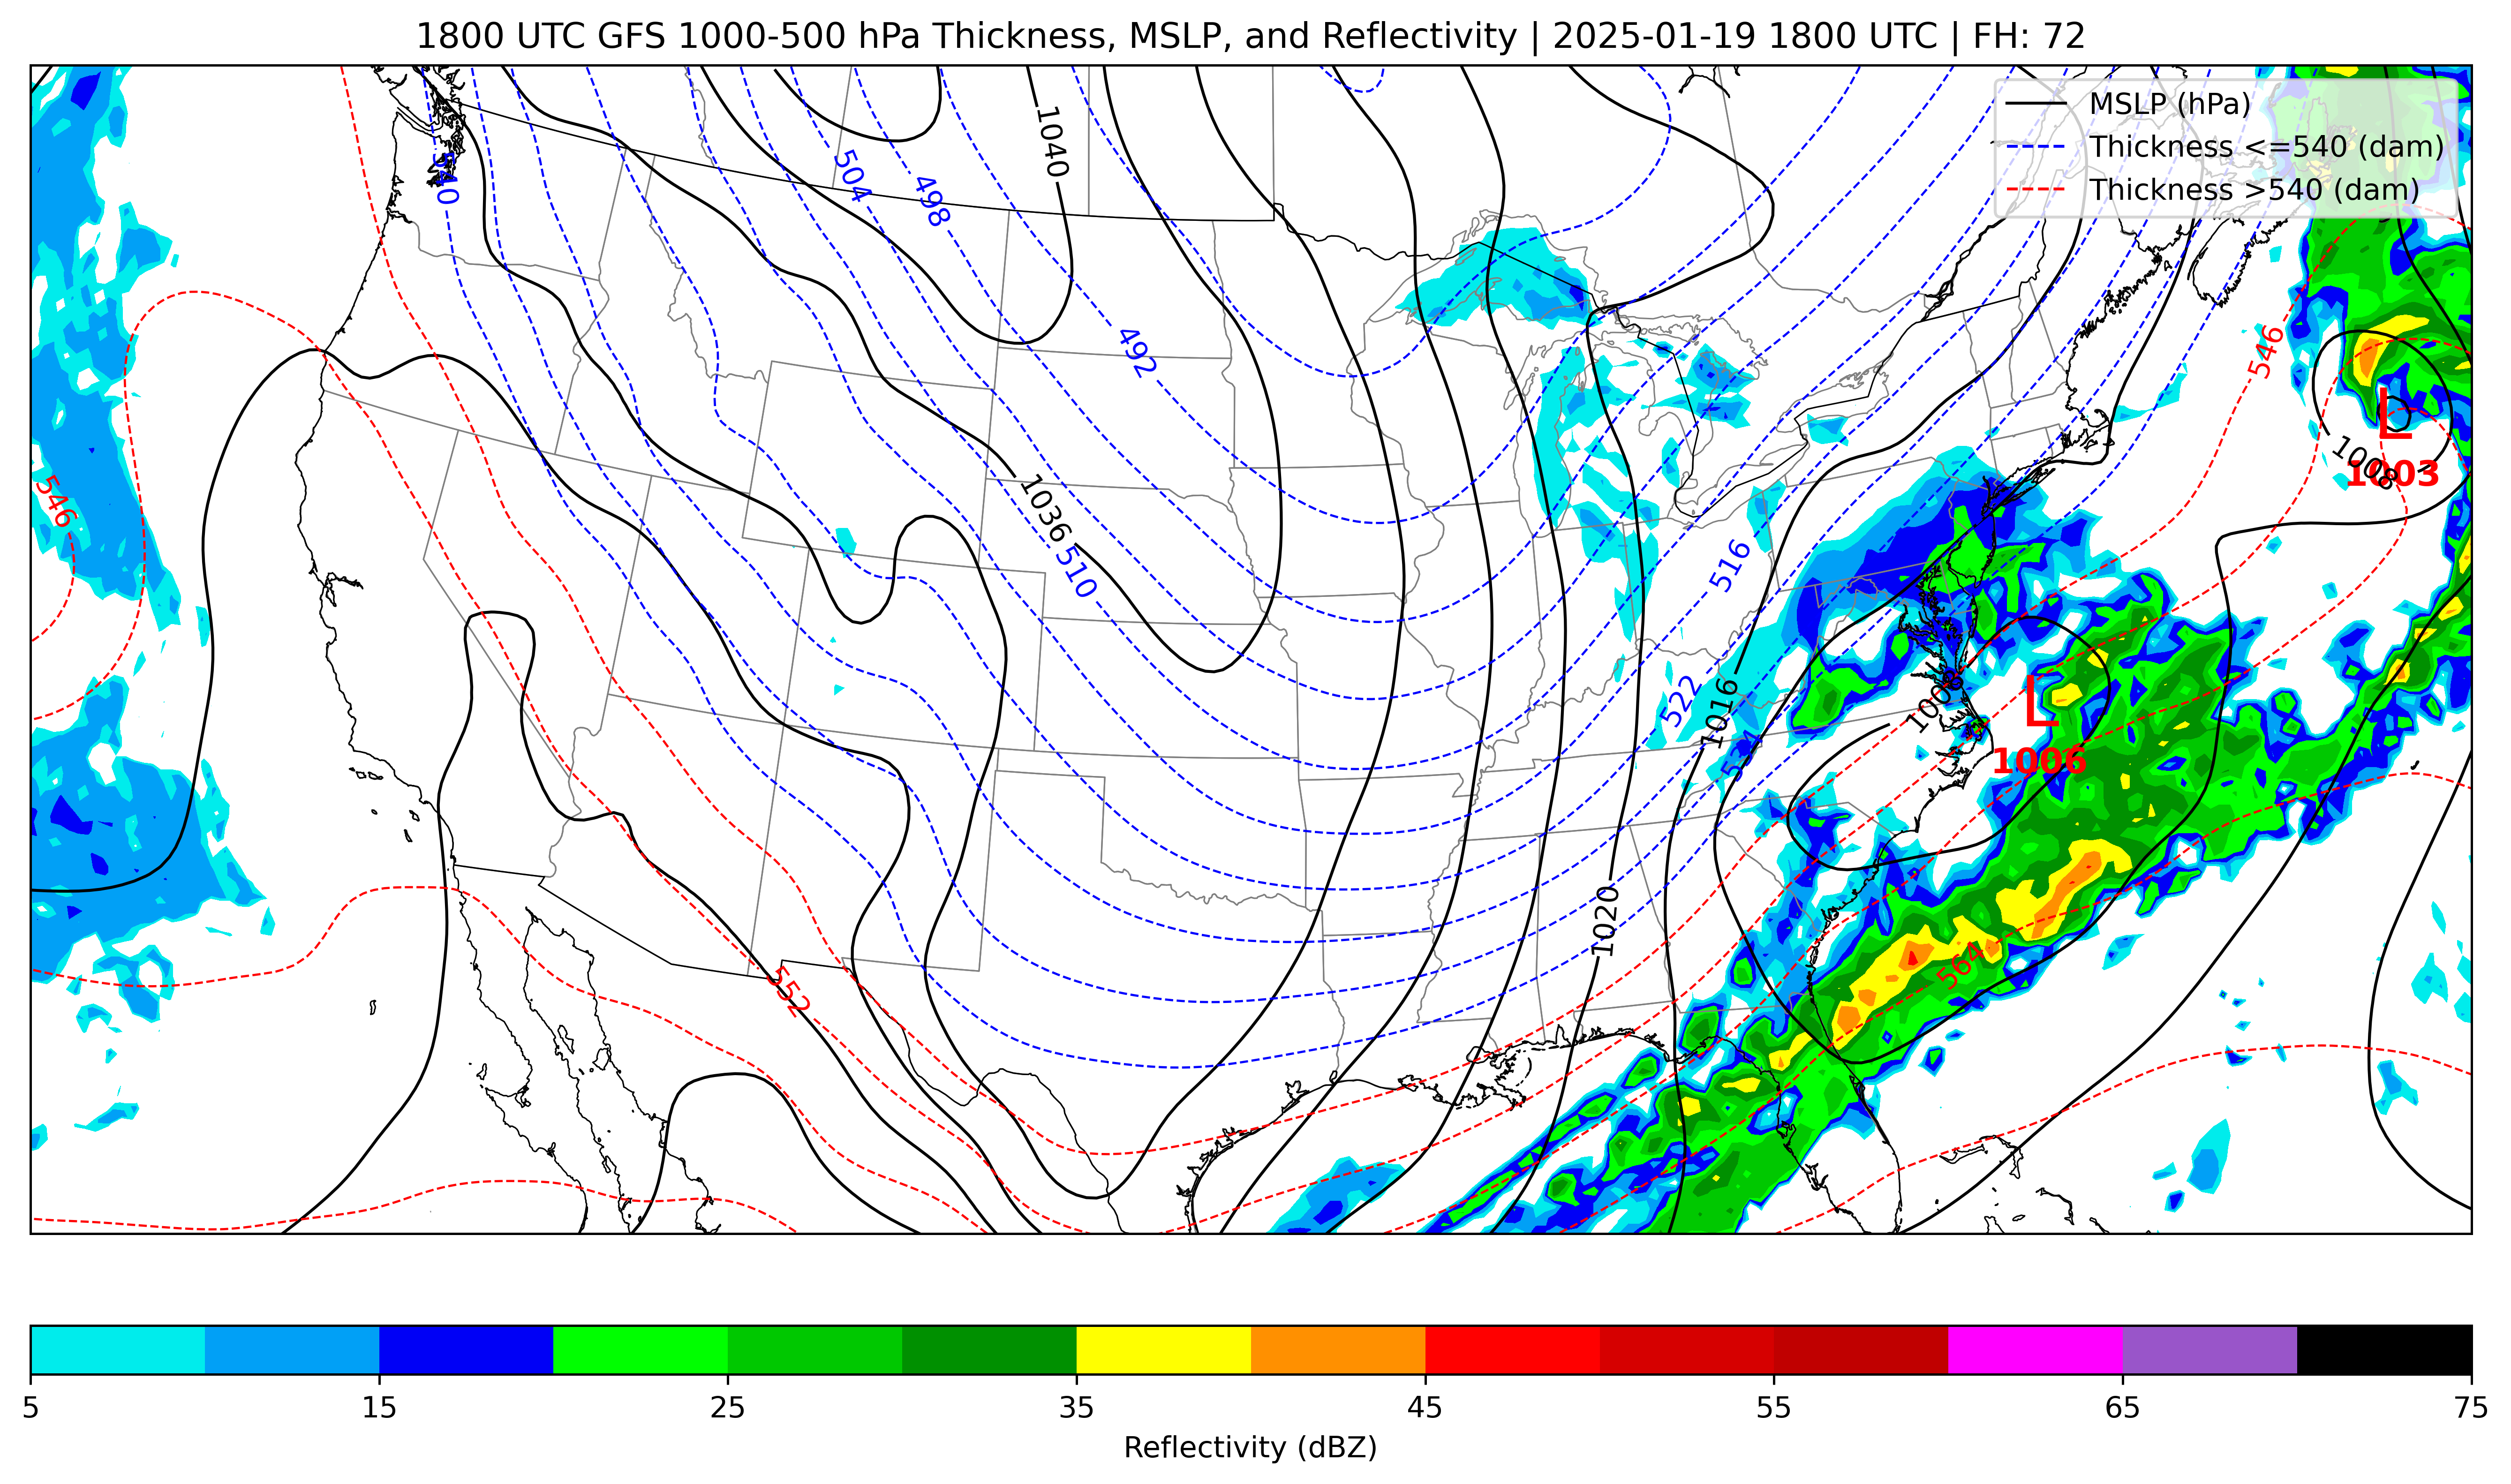 1800 UTC GFS 1000-500 hPa Thickness, MSLP, and Reflectivity | 2025-01-19 1800 UTC | FH: 72
MSLP (hPa)
Thickness <=540 (dam)
Thickness >540 (dam)
1040
540
504
498
492
546
546
L
1008
1003
1036
510
516
522
1016
534
1008
L
1006
1020
564
552
5 15 25 35 45 55 65 75
Reflectivity (dBZ)